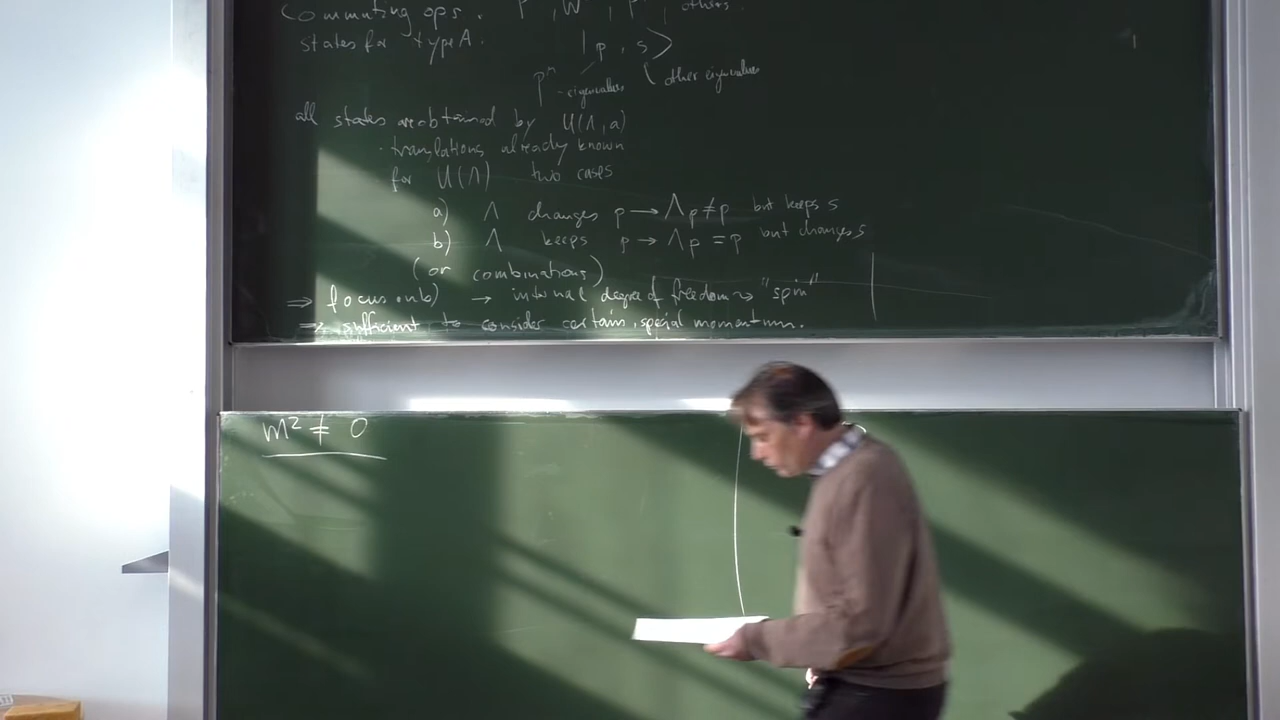 Commuting ops. P , W , P , others.
states for type A. |p, s>
P^μ -eigenvalues other eigenvalues
all states are obtained by U(Λ, a)
· translations already known
for U(Λ) two cases
a) Λ changes p → Λp ≠ p but keeps s
b) Λ keeps p → Λp = p but changes s
(or combinations)
⇒ focus on b) → internal degree of freedom "spin"
⇒ sufficient to consider certain, special momentum.
m² ≠ 0